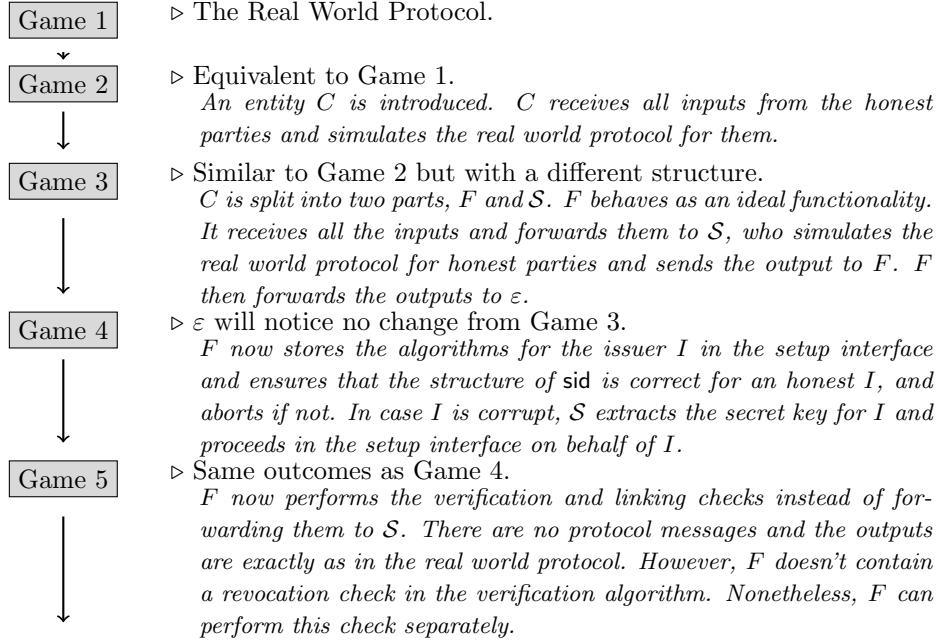 Game 1 ▷ The Real World Protocol.
Game 2 ▷ Equivalent to Game 1.
An entity C is introduced. C receives all inputs from the honest
parties and simulates the real world protocol for them.
Game 3 ▷ Similar to Game 2 but with a different structure.
C is split into two parts, F and 𝒮. F behaves as an ideal functionality.
It receives all the inputs and forwards them to 𝒮, who simulates the
real world protocol for honest parties and sends the output to F. F
then forwards the outputs to ε.
Game 4 ▷ ε will notice no change from Game 3.
F now stores the algorithms for the issuer I in the setup interface
and ensures that the structure of sid is correct for an honest I, and
aborts if not. In case I is corrupt, 𝒮 extracts the secret key for I and
proceeds in the setup interface on behalf of I.
Game 5 ▷ Same outcomes as Game 4.
F now performs the verification and linking checks instead of for-
warding them to 𝒮. There are no protocol messages and the outputs
are exactly as in the real world protocol. However, F doesn't contain
a revocation check in the verification algorithm. Nonetheless, F can
perform this check separately.